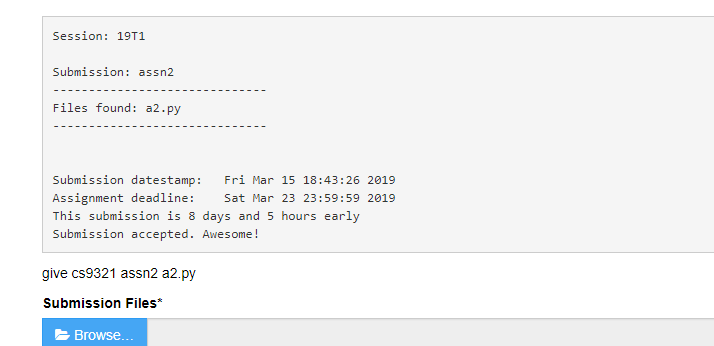 Session: 19T1
Submission: assn2
-----------------------------
Files found: a2.py
-----------------------------
Submission datestamp:   Fri Mar 15 18:43:26 2019
Assignment deadline:    Sat Mar 23 23:59:59 2019
This submission is 8 days and 5 hours early
Submission accepted. Awesome!
give cs9321 assn2 a2.py
Submission Files*
Browse...